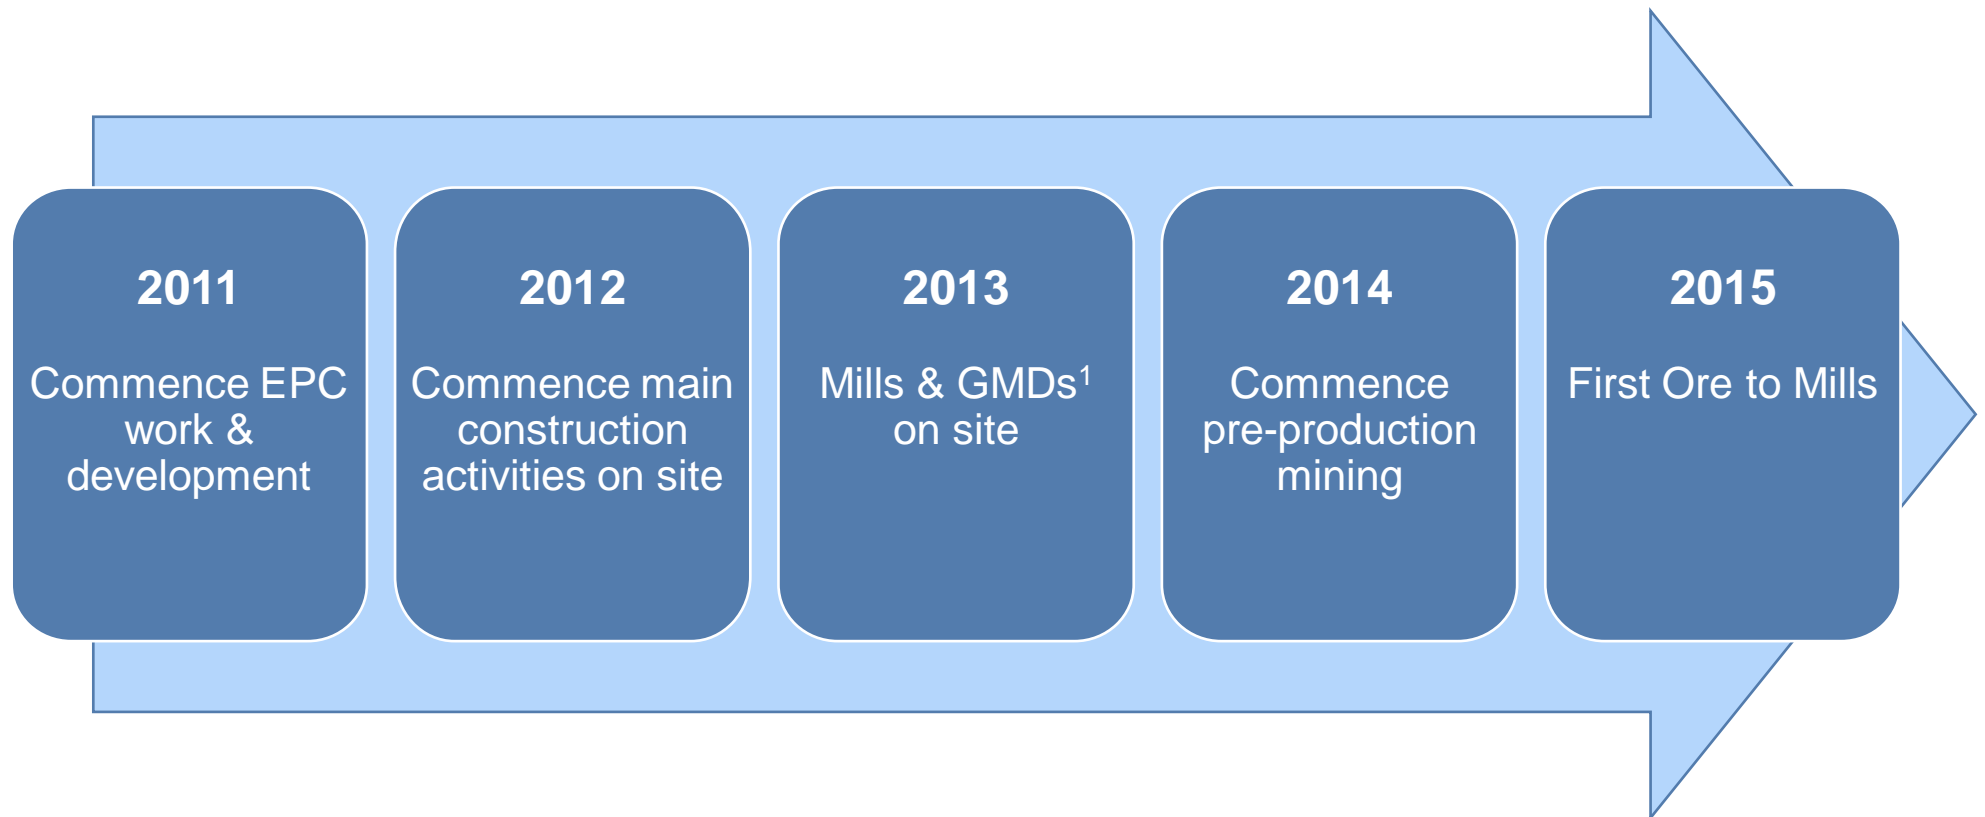 2011
Commence EPC
work &
development
2012
Commence main
construction
activities on site
2013
Mills & GMDs¹
on site
2014
Commence
pre-production
mining
2015
First Ore to Mills